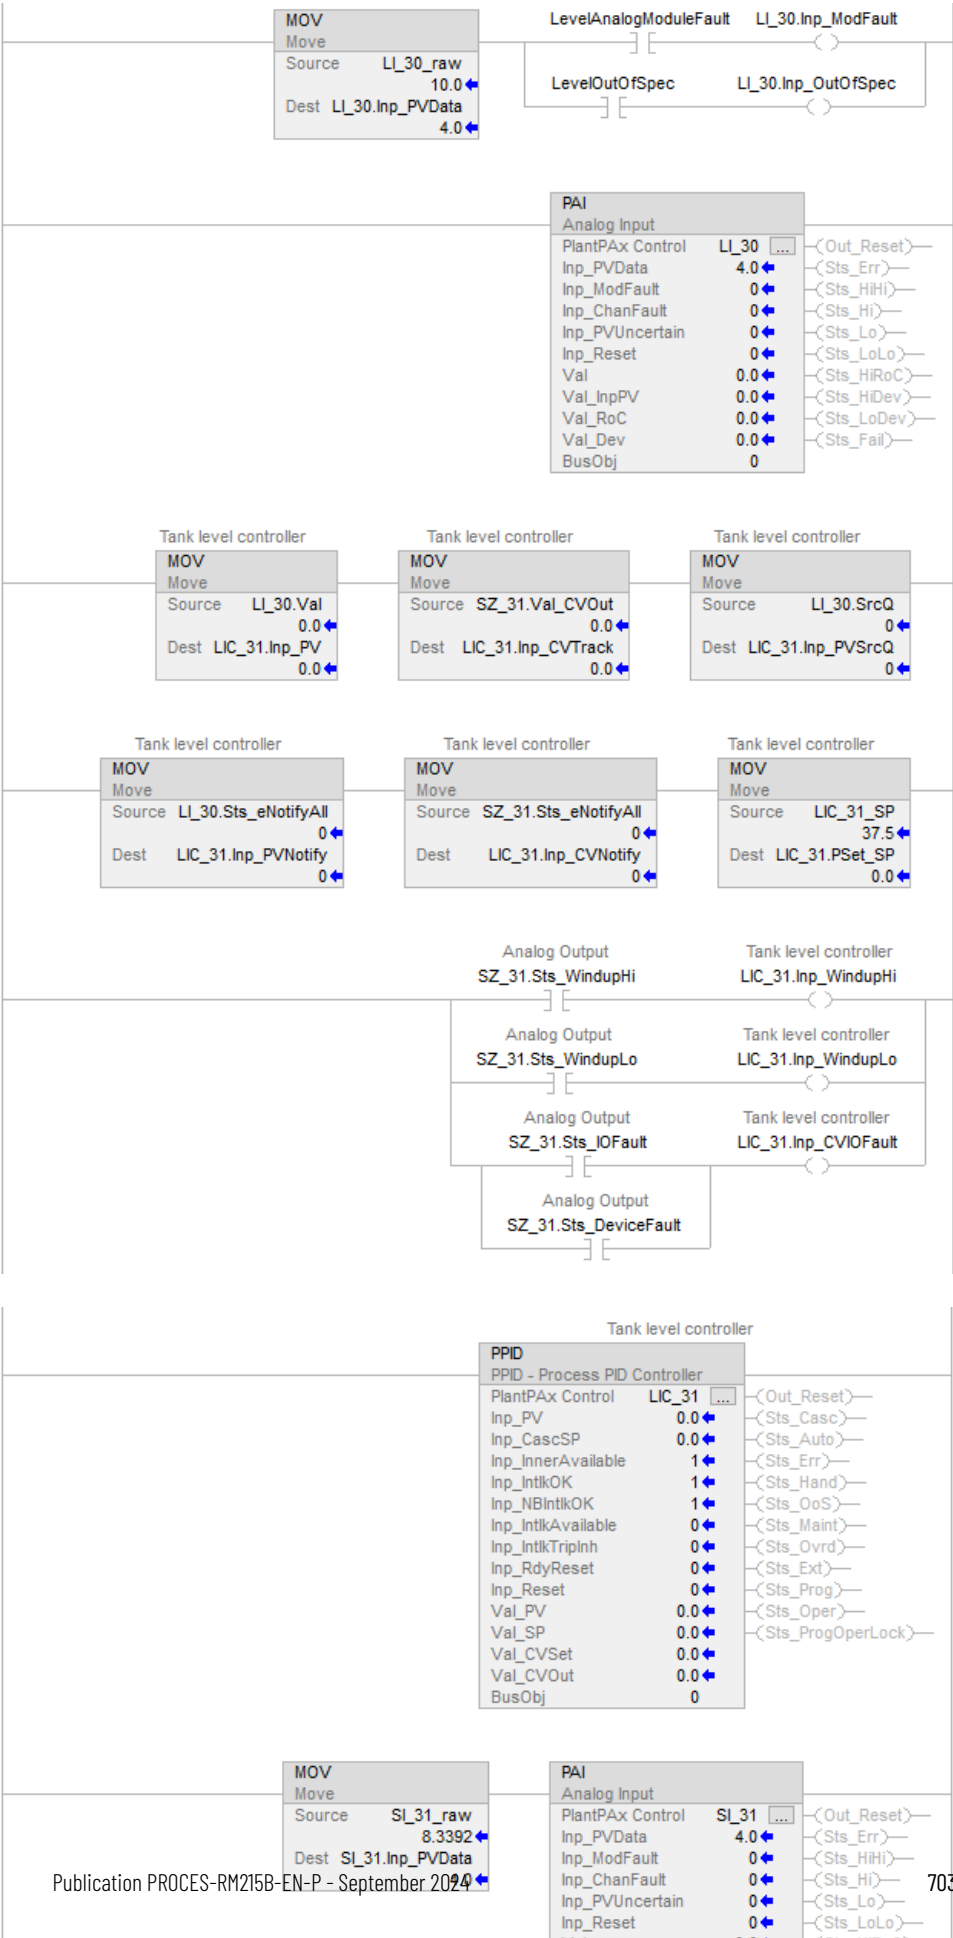 MOV
Move
Source LI_30_raw
10.0
Dest LI_30.Inp_PVData
4.0
LevelAnalogModuleFault LI_30.Inp_ModFault
LevelOutOfSpec LI_30.Inp_OutOfSpec
PAI
Analog Input
PlantPAx Control LI_30 ... (Out_Reset)
Inp_PVData 4.0 (Sts_Err)
Inp_ModFault 0 (Sts_HiHi)
Inp_ChanFault 0 (Sts_Hi)
Inp_PVUncertain 0 (Sts_Lo)
Inp_Reset 0 (Sts_LoLo)
Val 0.0 (Sts_HiRoC)
Val_InpPV 0.0 (Sts_HiDev)
Val_RoC 0.0 (Sts_LoDev)
Val_Dev 0.0 (Sts_Fail)
BusObj 0
Tank level controller
MOV
Move
Source LI_30.Val
0.0
Dest LIC_31.Inp_PV
0.0
Tank level controller
MOV
Move
Source SZ_31.Val_CVOut
0.0
Dest LIC_31.Inp_CVTrack
0.0
Tank level controller
MOV
Move
Source LI_30.SrcQ
0
Dest LIC_31.Inp_PVSrcQ
0
Tank level controller
MOV
Move
Source LI_30.Sts_eNotifyAll
0
Dest LIC_31.Inp_PVNotify
0
Tank level controller
MOV
Move
Source SZ_31.Sts_eNotifyAll
0
Dest LIC_31.Inp_CVNotify
0
Tank level controller
MOV
Move
Source LIC_31_SP
37.5
Dest LIC_31.PSet_SP
0.0
Analog Output Tank level controller
SZ_31.Sts_WindupHi LIC_31.Inp_WindupHi
Analog Output Tank level controller
SZ_31.Sts_WindupLo LIC_31.Inp_WindupLo
Analog Output Tank level controller
SZ_31.Sts_IOFault LIC_31.Inp_CVIOFault
Analog Output
SZ_31.Sts_DeviceFault
Tank level controller
PPID
PPID - Process PID Controller
PlantPAx Control LIC_31 ... (Out_Reset)
Inp_PV 0.0 (Sts_Casc)
Inp_CascSP 0.0 (Sts_Auto)
Inp_InnerAvailable 1 (Sts_Err)
Inp_IntlkOK 1 (Sts_Hand)
Inp_NBIntlkOK 1 (Sts_OoS)
Inp_IntlkAvailable 0 (Sts_Maint)
Inp_IntlkTripInh 0 (Sts_Ovrd)
Inp_RdyReset 0 (Sts_Ext)
Inp_Reset 0 (Sts_Prog)
Val_PV 0.0 (Sts_Oper)
Val_SP 0.0 (Sts_ProgOperLock)
Val_CVSet 0.0
Val_CVOut 0.0
BusObj 0
MOV
Move
Source SI_31_raw
8.3392
Dest SI_31.Inp_PVData
PAI
Analog Input
PlantPAx Control SI_31 ... (Out_Reset)
Inp_PVData 4.0 (Sts_Err)
Inp_ModFault 0 (Sts_HiHi)
Inp_ChanFault 0 (Sts_Hi)
Inp_PVUncertain 0 (Sts_Lo)
Inp_Reset 0 (Sts_LoLo)
Publication PROCES-RM215B-EN-P - September 2024 703